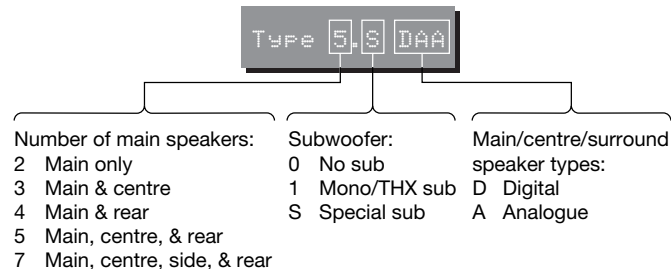 Type 5.S DAA
Number of main speakers:
2 Main only
3 Main & centre
4 Main & rear
5 Main, centre, & rear
7 Main, centre, side, & rear
Subwoofer:
0 No sub
1 Mono/THX sub
S Special sub
Main/centre/surround
speaker types:
D Digital
A Analogue